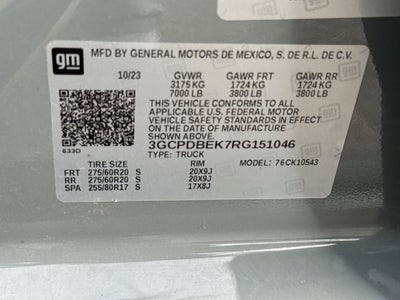 gm
MFD BY GENERAL MOTORS DE MEXICO, S. DE R.L. DE C.V.
10/23 GVWR GAWR FRT GAWR RR
3175 KG 1724 KG 1724 KG
7000 LB 3800 LB 3800 LB
THIS VEHICLE CONFORMS TO ALL
APPLICABLE U.S. FEDERAL MOTOR
VEHICLE SAFETY STANDARDS IN EFFECT
ON THE DATE OF MANUFACTURE SHOWN ABOVE.
633D
3GCPDBEK7RG151046
TYPE: TRUCK MODEL: 76CK10543
TIRE SIZE RIM
FRT 275/60R20 S 20X9J
RR 275/60R20 S 20X9J
SPA 255/80R17 S 17X8J